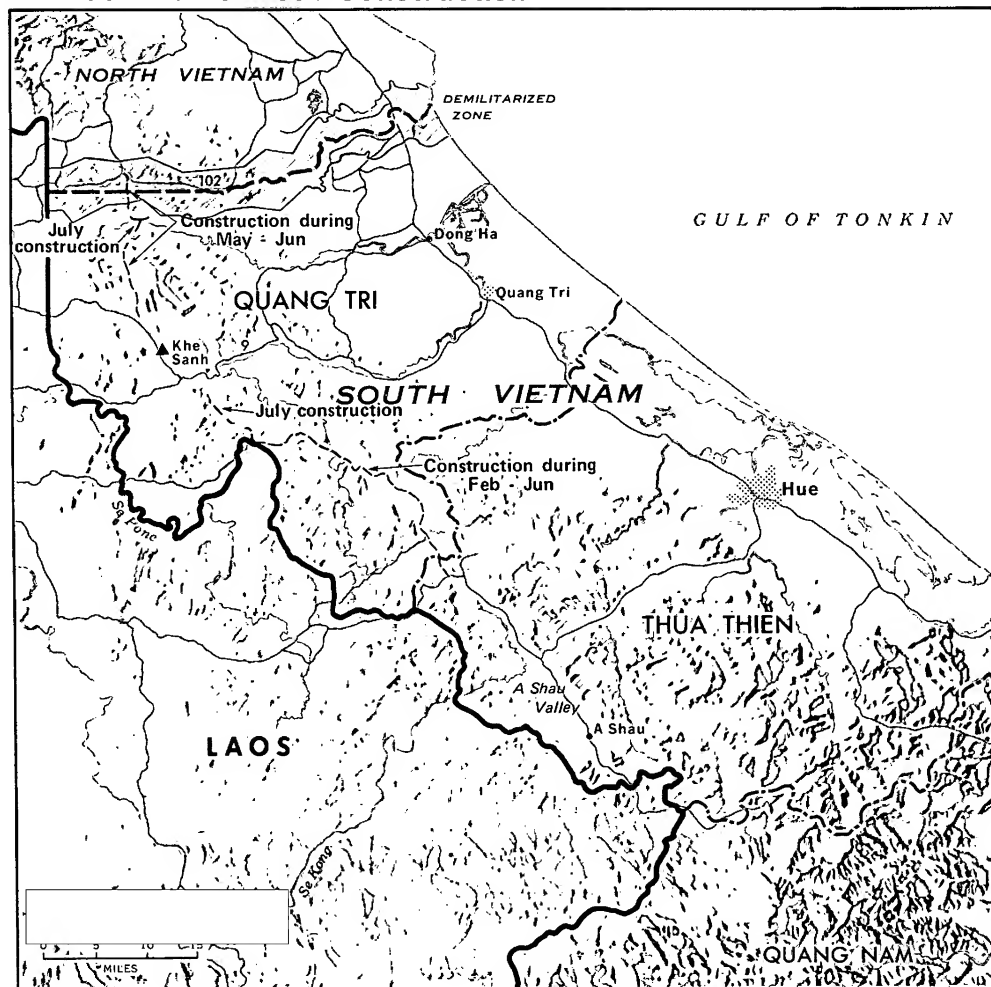 Construction
NORTH VIETNAM
DEMILITARIZED
ZONE
102
GULF OF TONKIN
July
construction
Construction during
May - Jun
Dong Ha
QUANG TRI
Quang Tri
Khe
Sanh
9
SOUTH VIETNAM
July construction
Construction during
Feb - Jun
Hue
Sa Pone
THUA THIEN
A Shau
Valley
A Shau
LAOS
Se Kong
0 5 10 15
MILES
QUANG NAM